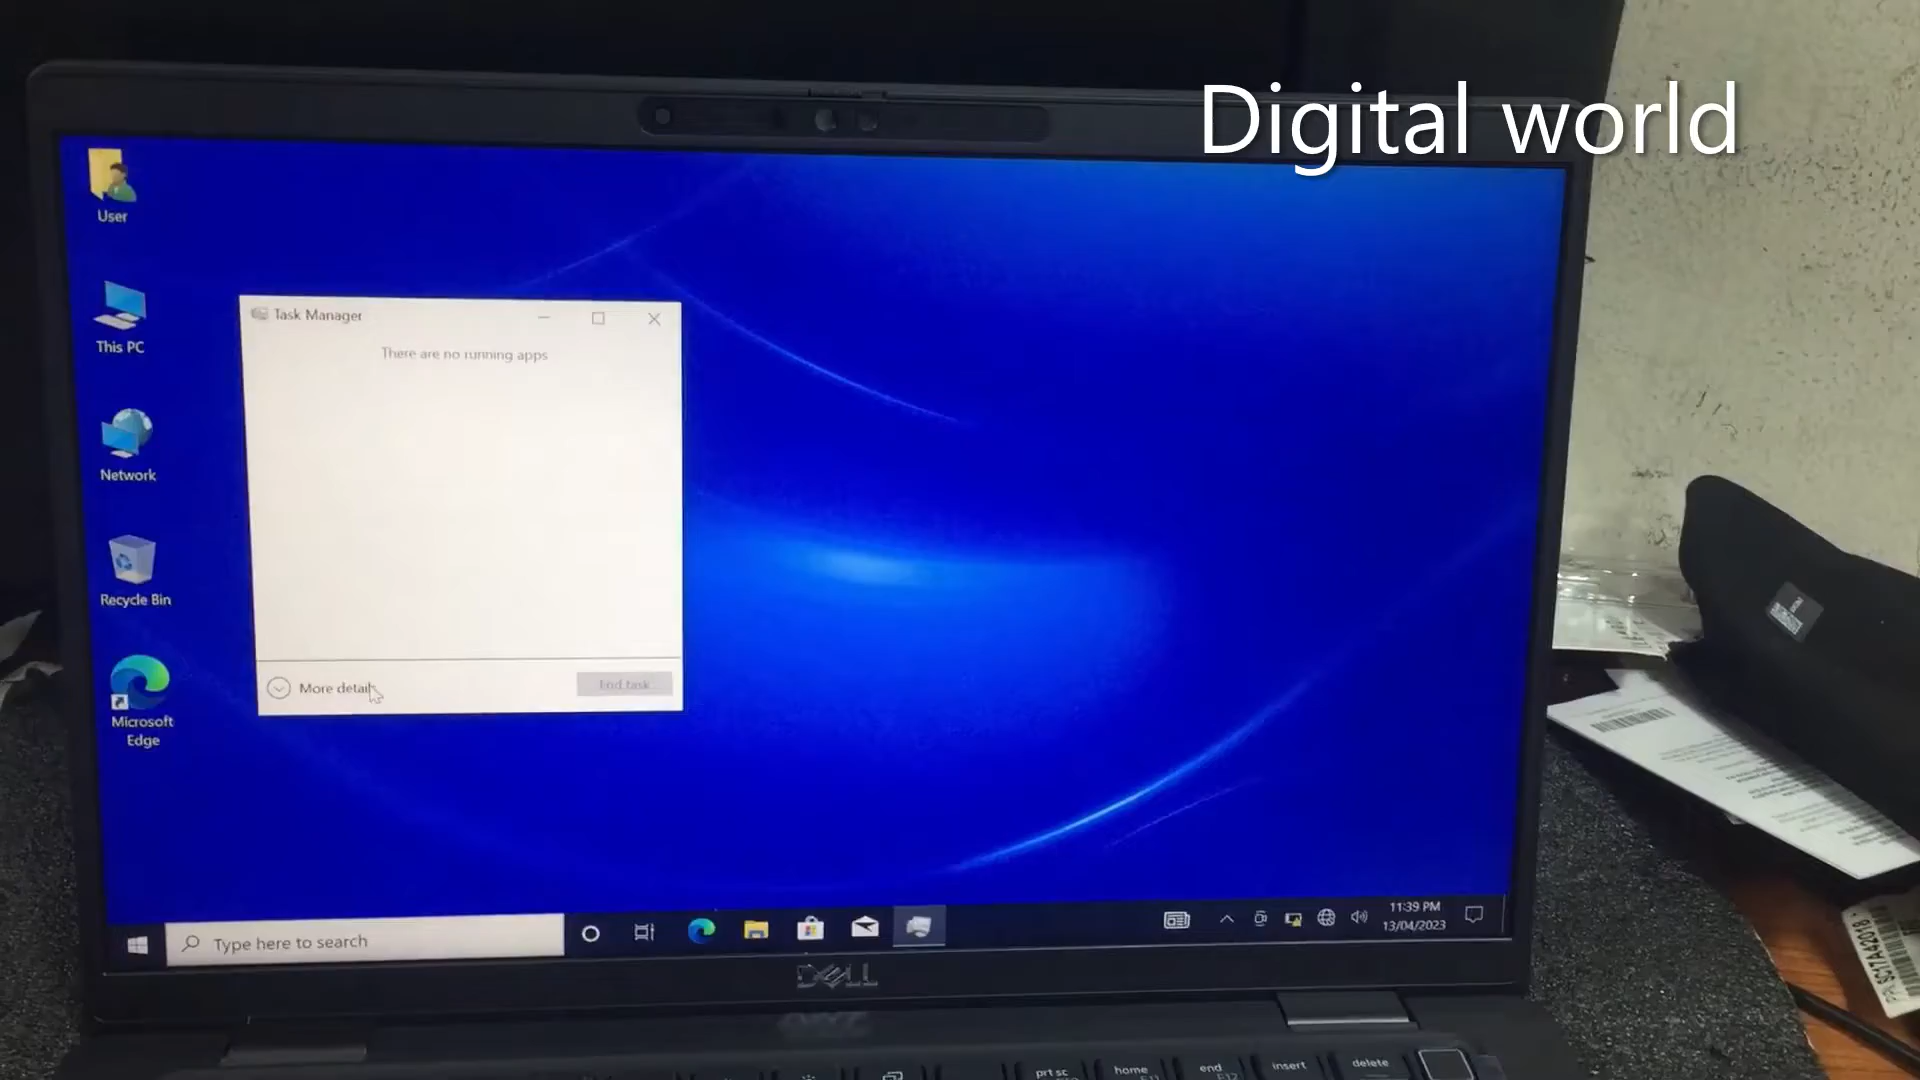 Digital world
User
This PC
Network
Recycle Bin
Microsoft
Edge
Task Manager
There are no running apps
More details
End task
Type here to search
11:39 PM
13/04/2023
DELL
prt sc
home
end
insert
delete
F11
F12